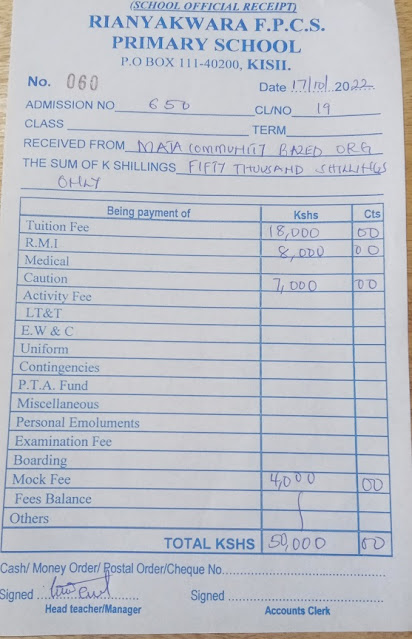 (SCHOOL OFFICIAL RECEIPT)
RIANYAKWARA F.P.C.S.
PRIMARY SCHOOL
P.O BOX 111-40200, KISII.
No. 060 Date 17/10/2022
ADMISSION NO 650 CL/NO 19
CLASS TERM
RECEIVED FROM MATA COMMUNITY BAZED ORG
THE SUM OF K SHILLINGS FIFTY THOUSAND SHILLINGS
ONLY
Being payment of Kshs Cts
Tuition Fee 18,000 00
R.M.I 8,000 00
Medical
Caution 7,000 00
Activity Fee
LT&T
E.W & C
Uniform
Contingencies
P.T.A. Fund
Miscellaneous
Personal Emoluments
Examination Fee
Boarding
Mock Fee 4,000 00
Fees Balance
Others
TOTAL KSHS 50,000 00
Cash/ Money Order/ Postal Order/Cheque No.
Signed Signed
Head teacher/Manager Accounts Clerk